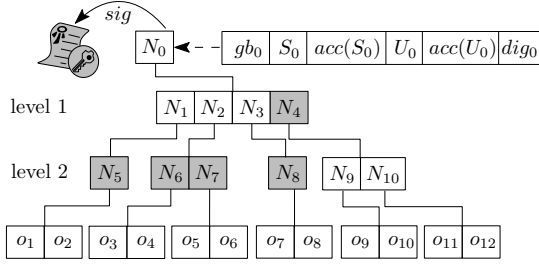 sig
N₀ gb₀ S₀ acc(S₀) U₀ acc(U₀) dig₀
level 1 N₁ N₂ N₃ N₄
level 2 N₅ N₆ N₇ N₈ N₉ N₁₀
o₁ o₂ o₃ o₄ o₅ o₆ o₇ o₈ o₉ o₁₀ o₁₁ o₁₂